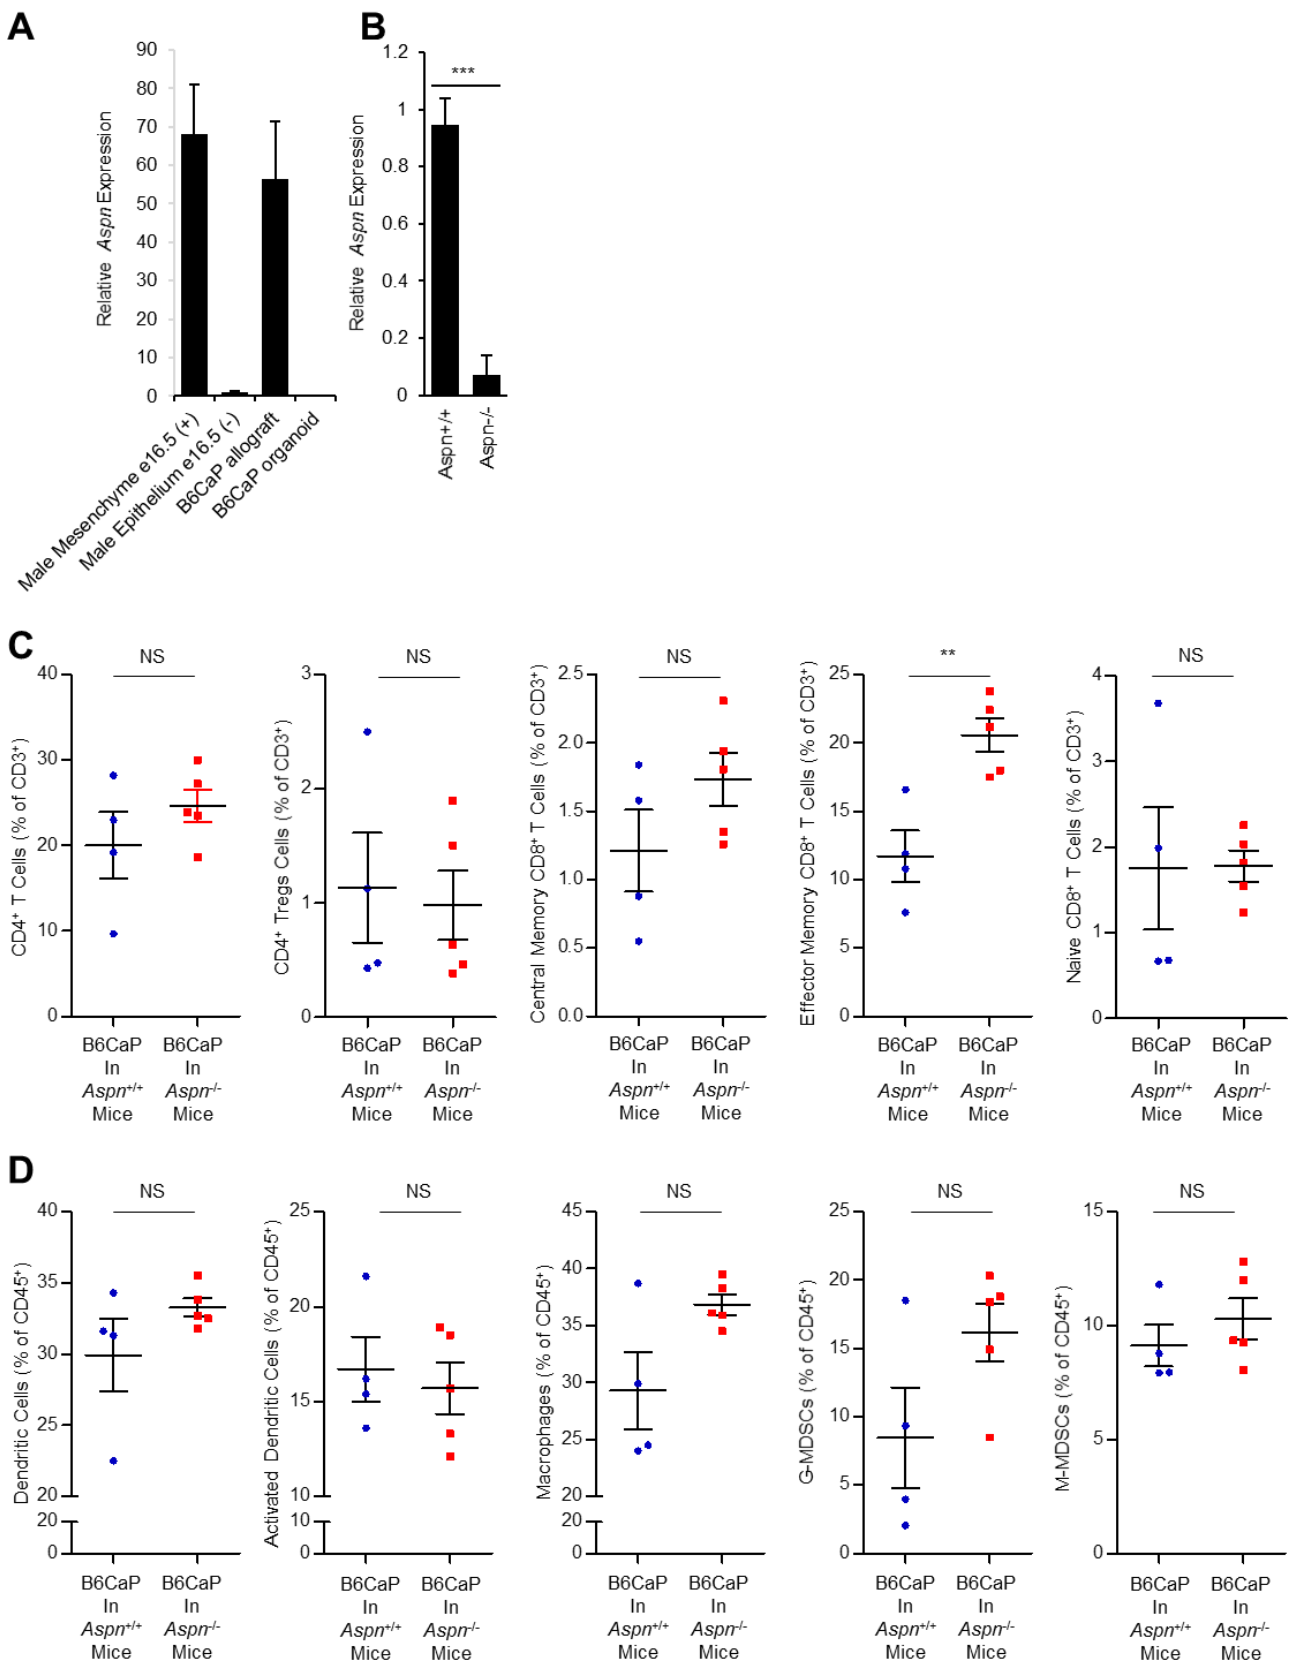 A
Relative Aspn Expression
90
80
70
60
50
40
30
20
10
0
Male Mesenchyme e16.5 (+)
Male Epithelium e16.5 (-)
B6CaP allograft
B6CaP organoid
B
Relative Aspn Expression
1.2
1
0.8
0.6
0.4
0.2
0
***
Aspn+/+
Aspn-/-
C
CD4⁺ T Cells (% of CD3⁺)
40
30
20
10
0
NS
B6CaP
In
Aspn⁺/⁺
Mice
B6CaP
In
Aspn⁻/⁻
Mice
CD4⁺ Tregs Cells (% of CD3⁺)
3
2
1
0
NS
B6CaP
In
Aspn⁺/⁺
Mice
B6CaP
In
Aspn⁻/⁻
Mice
Central Memory CD8⁺ T Cells (% of CD3⁺)
2.5
2.0
1.5
1.0
0.5
0.0
NS
B6CaP
In
Aspn⁺/⁺
Mice
B6CaP
In
Aspn⁻/⁻
Mice
Effector Memory CD8⁺ T Cells (% of CD3⁺)
25
20
15
10
5
0
**
B6CaP
In
Aspn⁺/⁺
Mice
B6CaP
In
Aspn⁻/⁻
Mice
Naive CD8⁺ T Cells (% of CD3⁺)
4
3
2
1
0
NS
B6CaP
In
Aspn⁺/⁺
Mice
B6CaP
In
Aspn⁻/⁻
Mice
D
Dendritic Cells (% of CD45⁺)
40
35
30
25
20
20
0
NS
B6CaP
In
Aspn⁺/⁺
Mice
B6CaP
In
Aspn⁻/⁻
Mice
Activated Dendritic Cells (% of CD45⁺)
25
20
15
10
10
0
NS
B6CaP
In
Aspn⁺/⁺
Mice
B6CaP
In
Aspn⁻/⁻
Mice
Macrophages (% of CD45⁺)
45
40
35
30
25
20
20
0
NS
B6CaP
In
Aspn⁺/⁺
Mice
B6CaP
In
Aspn⁻/⁻
Mice
G-MDSCs (% of CD45⁺)
25
20
15
10
5
0
NS
B6CaP
In
Aspn⁺/⁺
Mice
B6CaP
In
Aspn⁻/⁻
Mice
M-MDSCs (% of CD45⁺)
15
10
5
0
NS
B6CaP
In
Aspn⁺/⁺
Mice
B6CaP
In
Aspn⁻/⁻
Mice